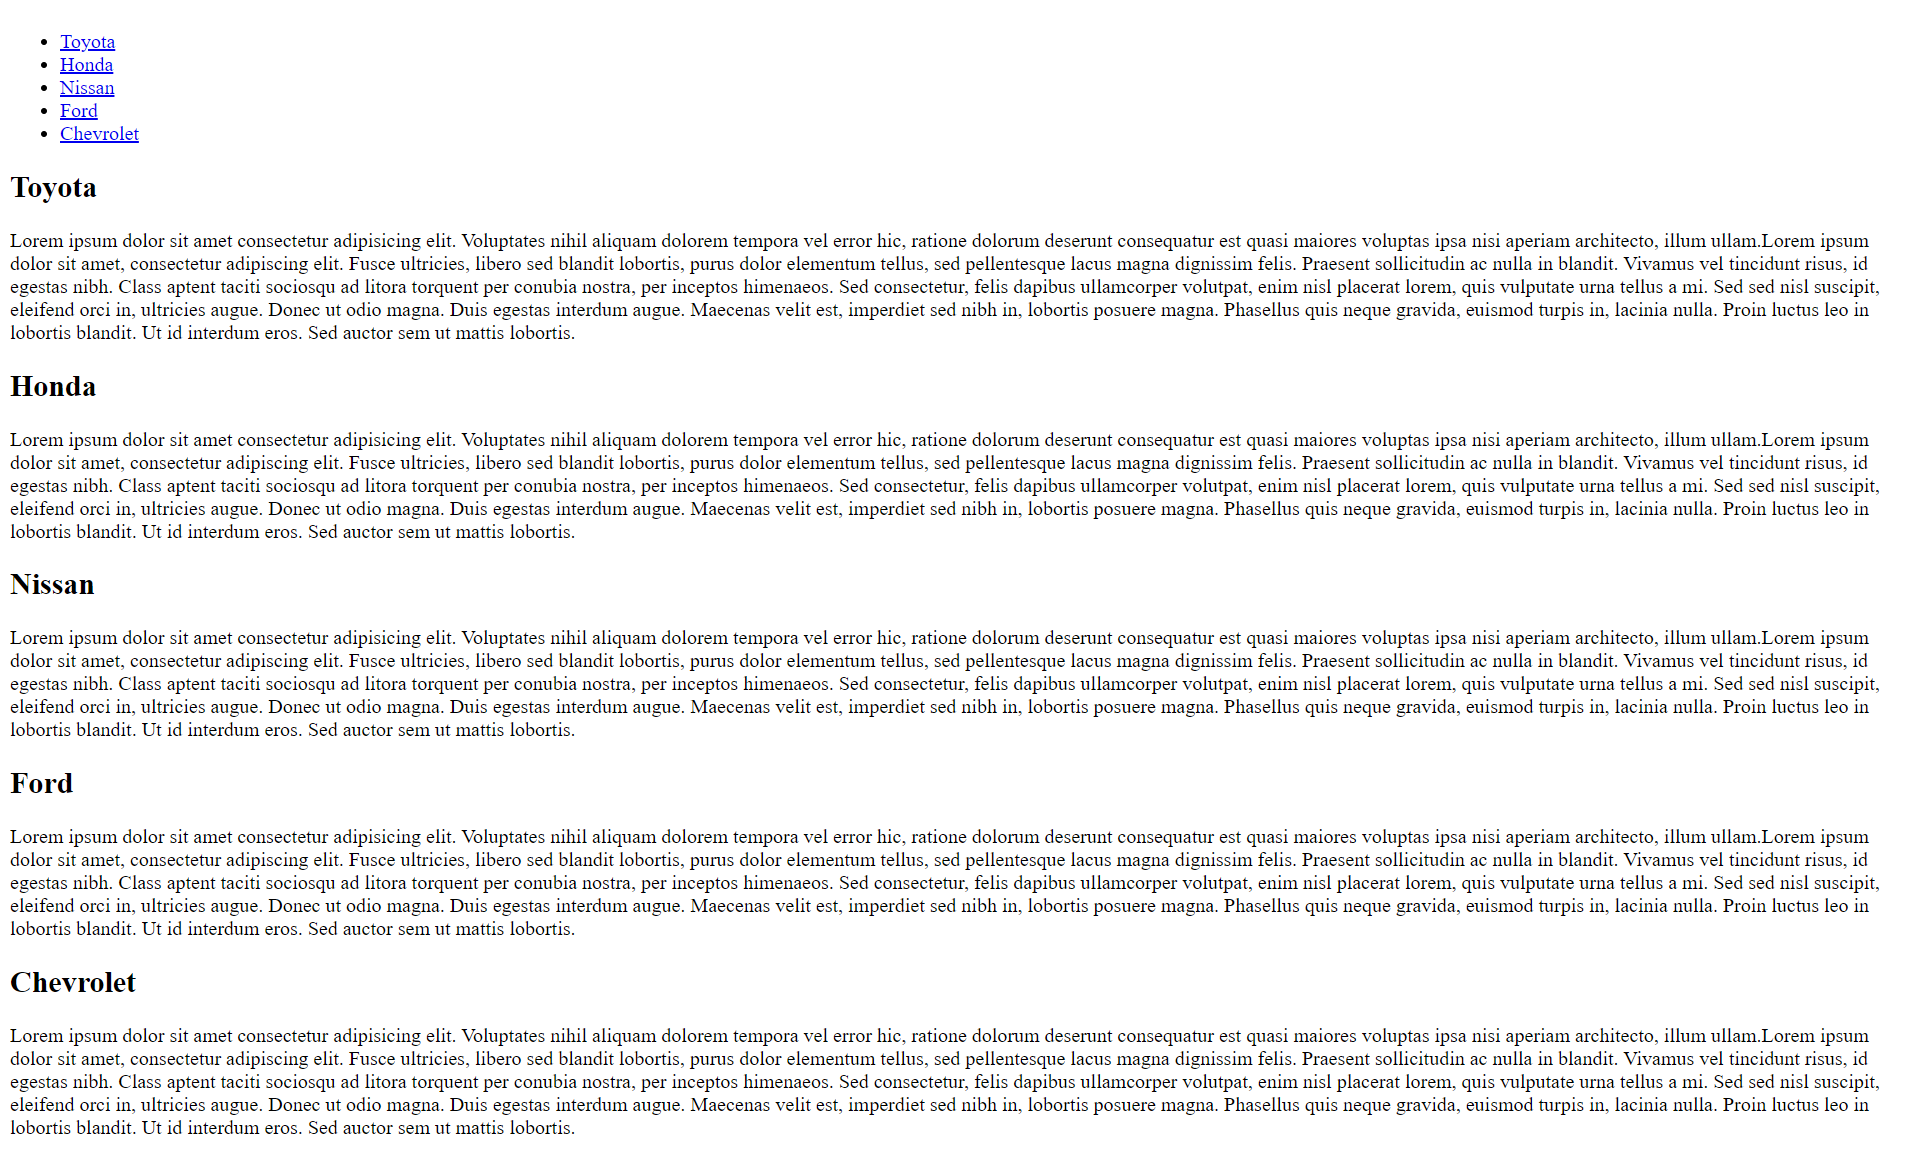 Toyota
Honda
Nissan
Ford
Chevrolet
Toyota
Lorem ipsum dolor sit amet consectetur adipisicing elit. Voluptates nihil aliquam dolorem tempora vel error hic, ratione dolorum deserunt consequatur est quasi maiores voluptas ipsa nisi aperiam architecto, illum ullam.Lorem ipsum
dolor sit amet, consectetur adipiscing elit. Fusce ultricies, libero sed blandit lobortis, purus dolor elementum tellus, sed pellentesque lacus magna dignissim felis. Praesent sollicitudin ac nulla in blandit. Vivamus vel tincidunt risus, id
egestas nibh. Class aptent taciti sociosqu ad litora torquent per conubia nostra, per inceptos himenaeos. Sed consectetur, felis dapibus ullamcorper volutpat, enim nisl placerat lorem, quis vulputate urna tellus a mi. Sed sed nisl suscipit,
eleifend orci in, ultricies augue. Donec ut odio magna. Duis egestas interdum augue. Maecenas velit est, imperdiet sed nibh in, lobortis posuere magna. Phasellus quis neque gravida, euismod turpis in, lacinia nulla. Proin luctus leo in
lobortis blandit. Ut id interdum eros. Sed auctor sem ut mattis lobortis.
Honda
Lorem ipsum dolor sit amet consectetur adipisicing elit. Voluptates nihil aliquam dolorem tempora vel error hic, ratione dolorum deserunt consequatur est quasi maiores voluptas ipsa nisi aperiam architecto, illum ullam.Lorem ipsum
dolor sit amet, consectetur adipiscing elit. Fusce ultricies, libero sed blandit lobortis, purus dolor elementum tellus, sed pellentesque lacus magna dignissim felis. Praesent sollicitudin ac nulla in blandit. Vivamus vel tincidunt risus, id
egestas nibh. Class aptent taciti sociosqu ad litora torquent per conubia nostra, per inceptos himenaeos. Sed consectetur, felis dapibus ullamcorper volutpat, enim nisl placerat lorem, quis vulputate urna tellus a mi. Sed sed nisl suscipit,
eleifend orci in, ultricies augue. Donec ut odio magna. Duis egestas interdum augue. Maecenas velit est, imperdiet sed nibh in, lobortis posuere magna. Phasellus quis neque gravida, euismod turpis in, lacinia nulla. Proin luctus leo in
lobortis blandit. Ut id interdum eros. Sed auctor sem ut mattis lobortis.
Nissan
Lorem ipsum dolor sit amet consectetur adipisicing elit. Voluptates nihil aliquam dolorem tempora vel error hic, ratione dolorum deserunt consequatur est quasi maiores voluptas ipsa nisi aperiam architecto, illum ullam.Lorem ipsum
dolor sit amet, consectetur adipiscing elit. Fusce ultricies, libero sed blandit lobortis, purus dolor elementum tellus, sed pellentesque lacus magna dignissim felis. Praesent sollicitudin ac nulla in blandit. Vivamus vel tincidunt risus, id
egestas nibh. Class aptent taciti sociosqu ad litora torquent per conubia nostra, per inceptos himenaeos. Sed consectetur, felis dapibus ullamcorper volutpat, enim nisl placerat lorem, quis vulputate urna tellus a mi. Sed sed nisl suscipit,
eleifend orci in, ultricies augue. Donec ut odio magna. Duis egestas interdum augue. Maecenas velit est, imperdiet sed nibh in, lobortis posuere magna. Phasellus quis neque gravida, euismod turpis in, lacinia nulla. Proin luctus leo in
lobortis blandit. Ut id interdum eros. Sed auctor sem ut mattis lobortis.
Ford
Lorem ipsum dolor sit amet consectetur adipisicing elit. Voluptates nihil aliquam dolorem tempora vel error hic, ratione dolorum deserunt consequatur est quasi maiores voluptas ipsa nisi aperiam architecto, illum ullam.Lorem ipsum
dolor sit amet, consectetur adipiscing elit. Fusce ultricies, libero sed blandit lobortis, purus dolor elementum tellus, sed pellentesque lacus magna dignissim felis. Praesent sollicitudin ac nulla in blandit. Vivamus vel tincidunt risus, id
egestas nibh. Class aptent taciti sociosqu ad litora torquent per conubia nostra, per inceptos himenaeos. Sed consectetur, felis dapibus ullamcorper volutpat, enim nisl placerat lorem, quis vulputate urna tellus a mi. Sed sed nisl suscipit,
eleifend orci in, ultricies augue. Donec ut odio magna. Duis egestas interdum augue. Maecenas velit est, imperdiet sed nibh in, lobortis posuere magna. Phasellus quis neque gravida, euismod turpis in, lacinia nulla. Proin luctus leo in
lobortis blandit. Ut id interdum eros. Sed auctor sem ut mattis lobortis.
Chevrolet
Lorem ipsum dolor sit amet consectetur adipisicing elit. Voluptates nihil aliquam dolorem tempora vel error hic, ratione dolorum deserunt consequatur est quasi maiores voluptas ipsa nisi aperiam architecto, illum ullam.Lorem ipsum
dolor sit amet, consectetur adipiscing elit. Fusce ultricies, libero sed blandit lobortis, purus dolor elementum tellus, sed pellentesque lacus magna dignissim felis. Praesent sollicitudin ac nulla in blandit. Vivamus vel tincidunt risus, id
egestas nibh. Class aptent taciti sociosqu ad litora torquent per conubia nostra, per inceptos himenaeos. Sed consectetur, felis dapibus ullamcorper volutpat, enim nisl placerat lorem, quis vulputate urna tellus a mi. Sed sed nisl suscipit,
eleifend orci in, ultricies augue. Donec ut odio magna. Duis egestas interdum augue. Maecenas velit est, imperdiet sed nibh in, lobortis posuere magna. Phasellus quis neque gravida, euismod turpis in, lacinia nulla. Proin luctus leo in
lobortis blandit. Ut id interdum eros. Sed auctor sem ut mattis lobortis.